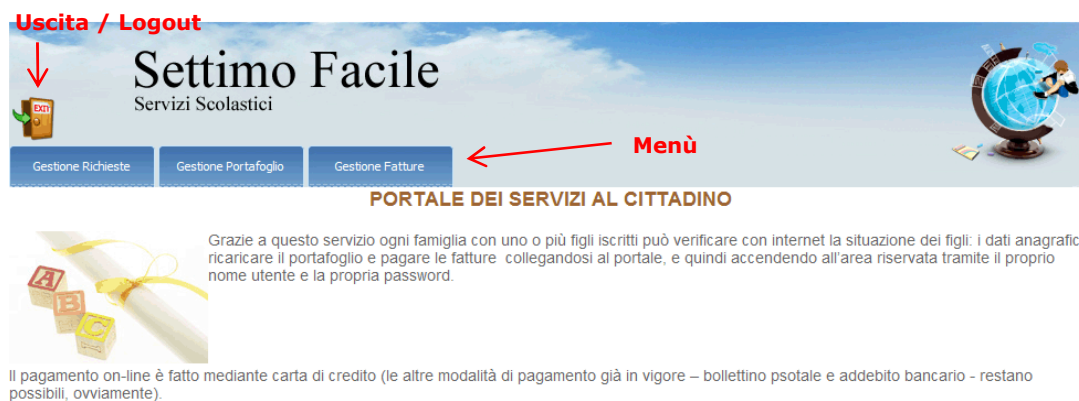 Uscita / Logout
Settimo Facile
Servizi Scolastici
EXIT
Menù
Gestione Richieste
Gestione Portafoglio
Gestione Fatture
PORTALE DEI SERVIZI AL CITTADINO
Grazie a questo servizio ogni famiglia con uno o più figli iscritti può verificare con internet la situazione dei figli: i dati anagrafic
ricaricare il portafoglio e pagare le fatture collegandosi al portale, e quindi accendendo all'area riservata tramite il proprio
nome utente e la propria password.
A
B
C
Il pagamento on-line è fatto mediante carta di credito (le altre modalità di pagamento già in vigore – bollettino psotale e addebito bancario - restano
possibili, ovviamente).